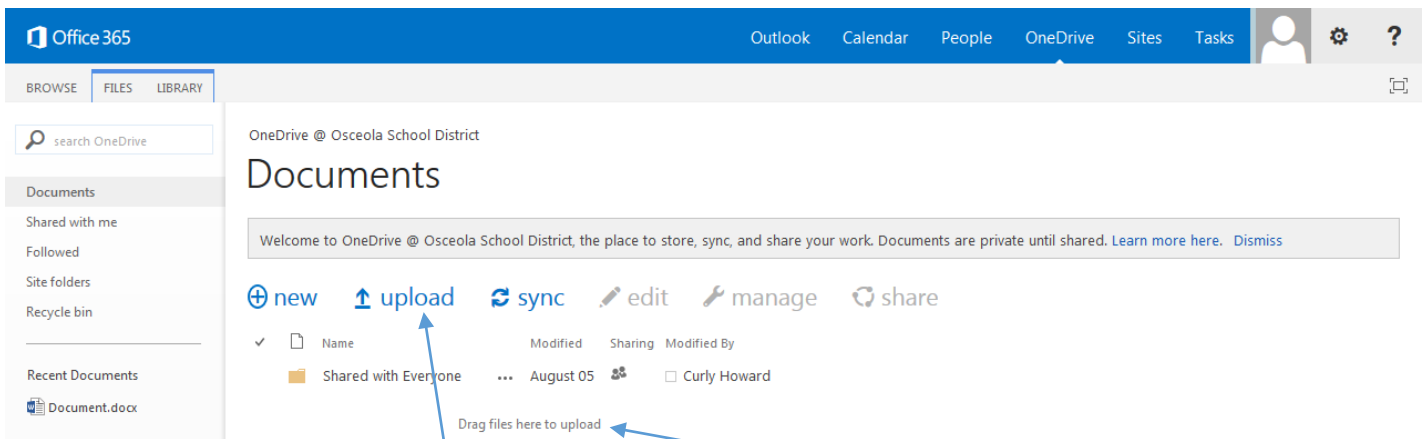 Office 365
Outlook Calendar People OneDrive Sites Tasks ?
BROWSE FILES LIBRARY
search OneDrive
Documents
Shared with me
Followed
Site folders
Recycle bin
Recent Documents
Document.docx
OneDrive @ Osceola School District
Documents
Welcome to OneDrive @ Osceola School District, the place to store, sync, and share your work. Documents are private until shared. Learn more here. Dismiss
new upload sync edit manage share
Name Modified Sharing Modified By
Shared with Everyone ... August 05 Curly Howard
Drag files here to upload